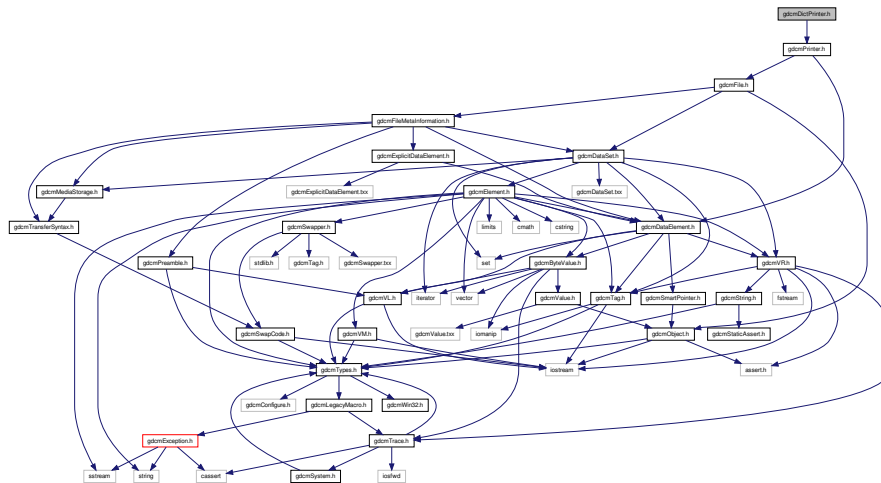 gdcmDictPrinter.h
gdcmPrinter.h
gdcmFile.h
gdcmFileMetaInformation.h
gdcmExplicitDataElement.h
gdcmDataSet.h
gdcmMediaStorage.h
gdcmExplicitDataElement.txx
gdcmElement.h
gdcmDataSet.txx
gdcmTransferSyntax.h
gdcmSwapper.h
limits
cmath
cstring
gdcmDataElement.h
gdcmPreamble.h
stdlib.h
gdcmTag.h
gdcmSwapper.txx
set
gdcmByteValue.h
gdcmVR.h
gdcmVL.h
iterator
vector
gdcmValue.h
gdcmTag.h
gdcmSmartPointer.h
gdcmString.h
fstream
gdcmSwapCode.h
gdcmVM.h
gdcmValue.txx
iomanip
gdcmObject.h
gdcmStaticAssert.h
gdcmTypes.h
iostream
assert.h
gdcmConfigure.h
gdcmLegacyMacro.h
gdcmWin32.h
gdcmException.h
gdcmTrace.h
sstream
string
cassert
gdcmSystem.h
iosfwd